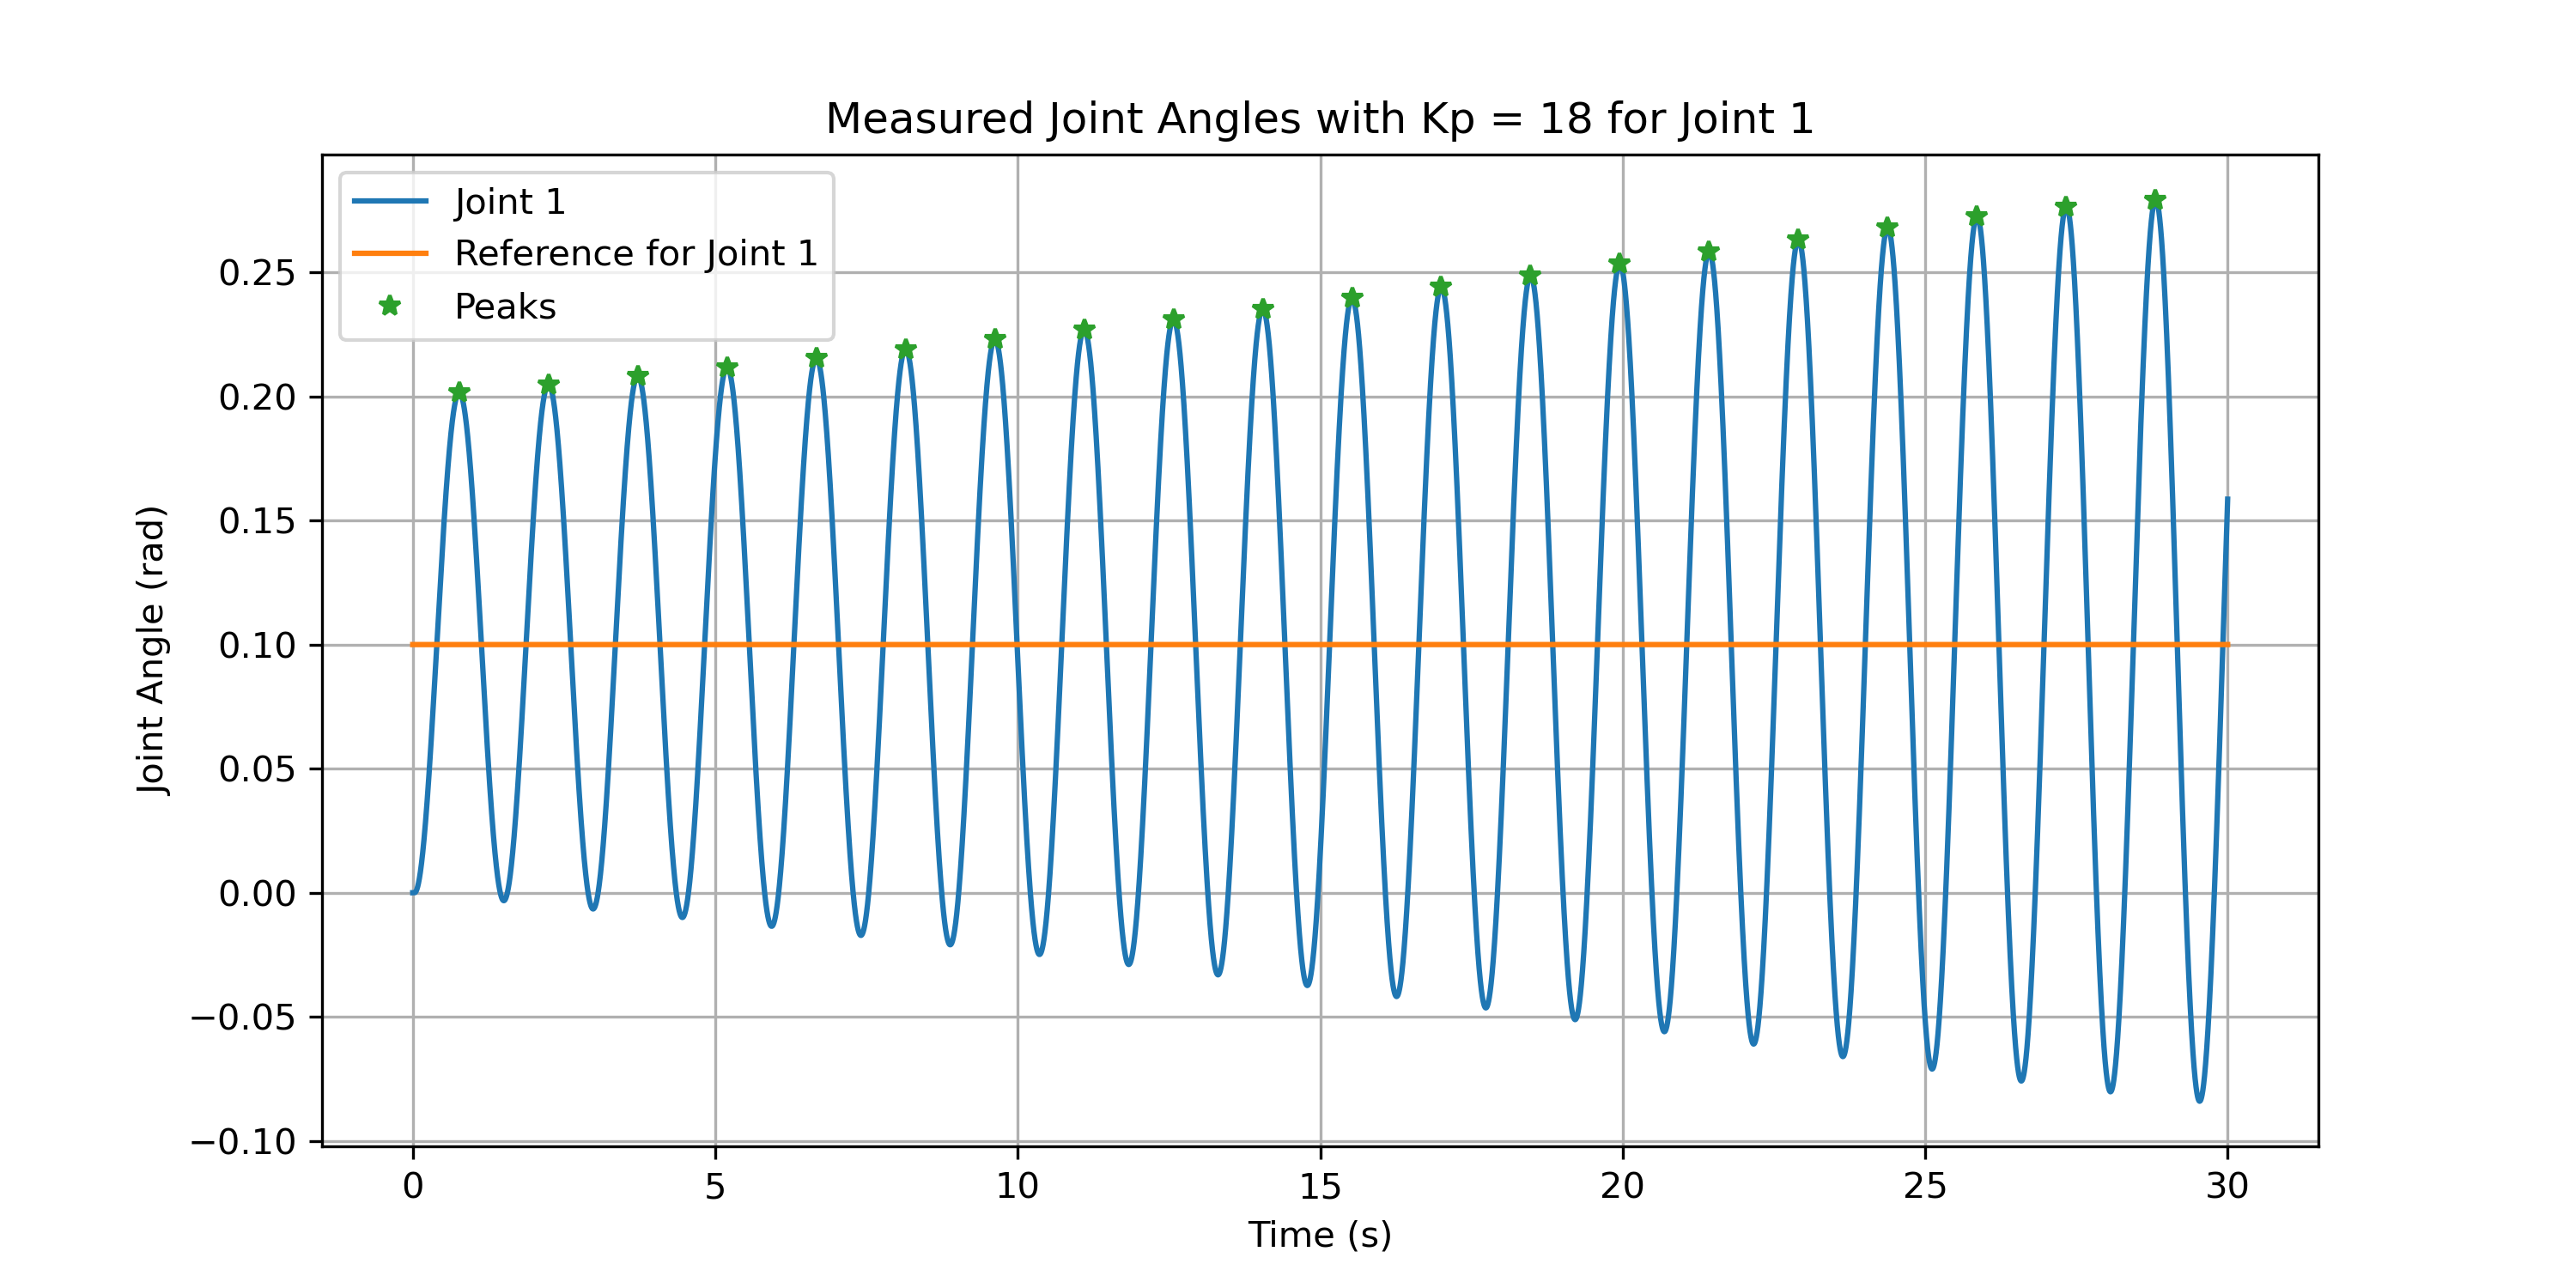 Measured Joint Angles with Kp = 18 for Joint 1
Joint 1
Reference for Joint 1
Peaks
Joint Angle (rad)
0.25
0.20
0.15
0.10
0.05
0.00
−0.05
−0.10
0 5 10 15 20 25 30
Time (s)